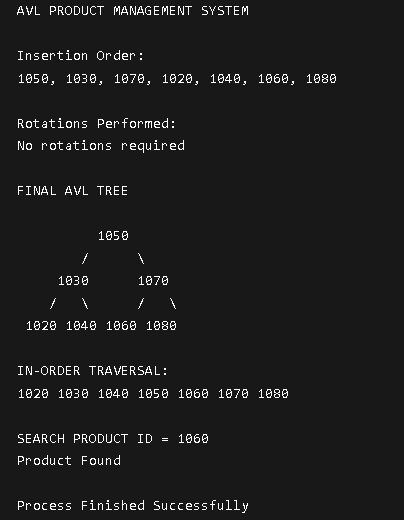 AVL PRODUCT MANAGEMENT SYSTEM
Insertion Order:
1050, 1030, 1070, 1020, 1040, 1060, 1080
Rotations Performed:
No rotations required
FINAL AVL TREE
1050
/ \
1030 1070
/ \ / \
1020 1040 1060 1080
IN-ORDER TRAVERSAL:
1020 1030 1040 1050 1060 1070 1080
SEARCH PRODUCT ID = 1060
Product Found
Process Finished Successfully